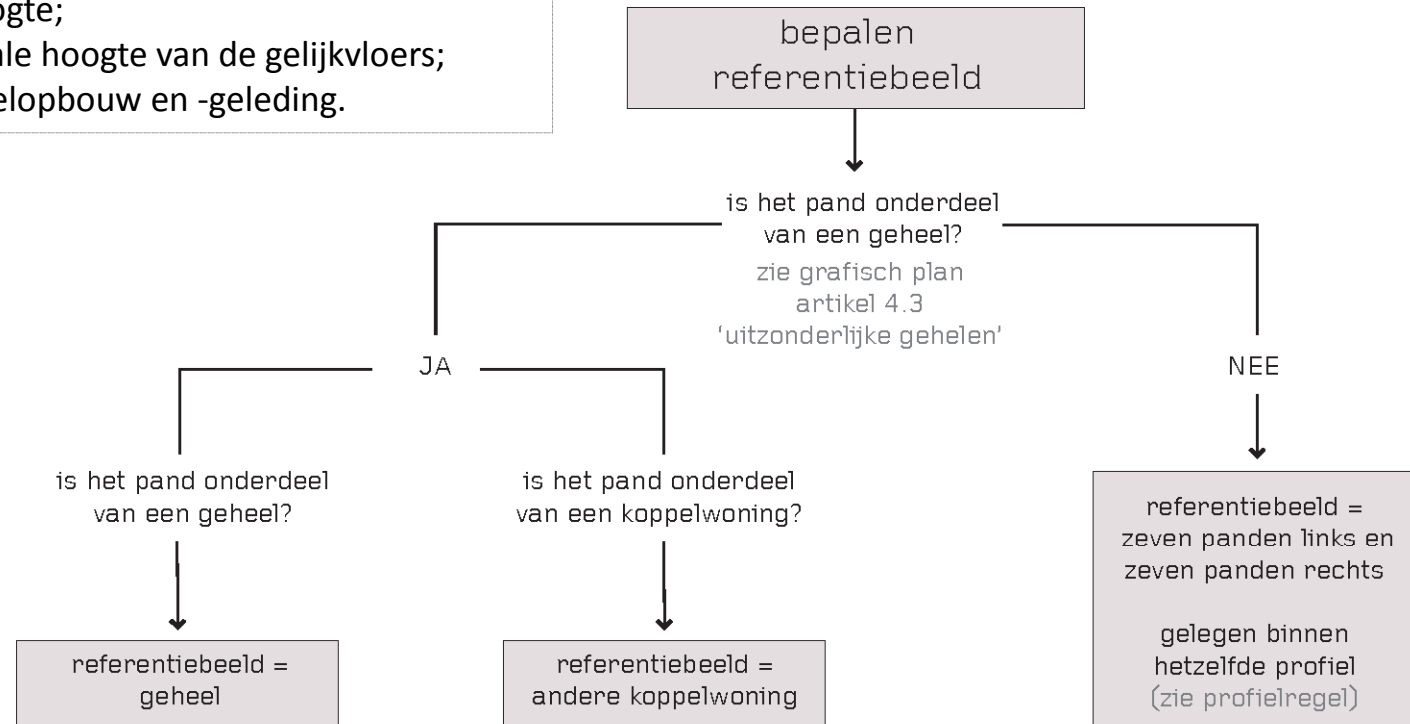 hoogte van de gelijkvloers;
en -geleding.
bepalen
referentiebeeld
is het pand onderdeel
van een geheel?
zie grafisch plan
artikel 4.3
‘uitzonderlijke gehelen’
JA
NEE
is het pand onderdeel
van een geheel?
is het pand onderdeel
van een koppelwoning?
referentiebeeld =
zeven panden links en
zeven panden rechts
gelegen binnen
hetzelfde profiel
(zie profielregel)
referentiebeeld =
geheel
referentiebeeld =
andere koppelwoning